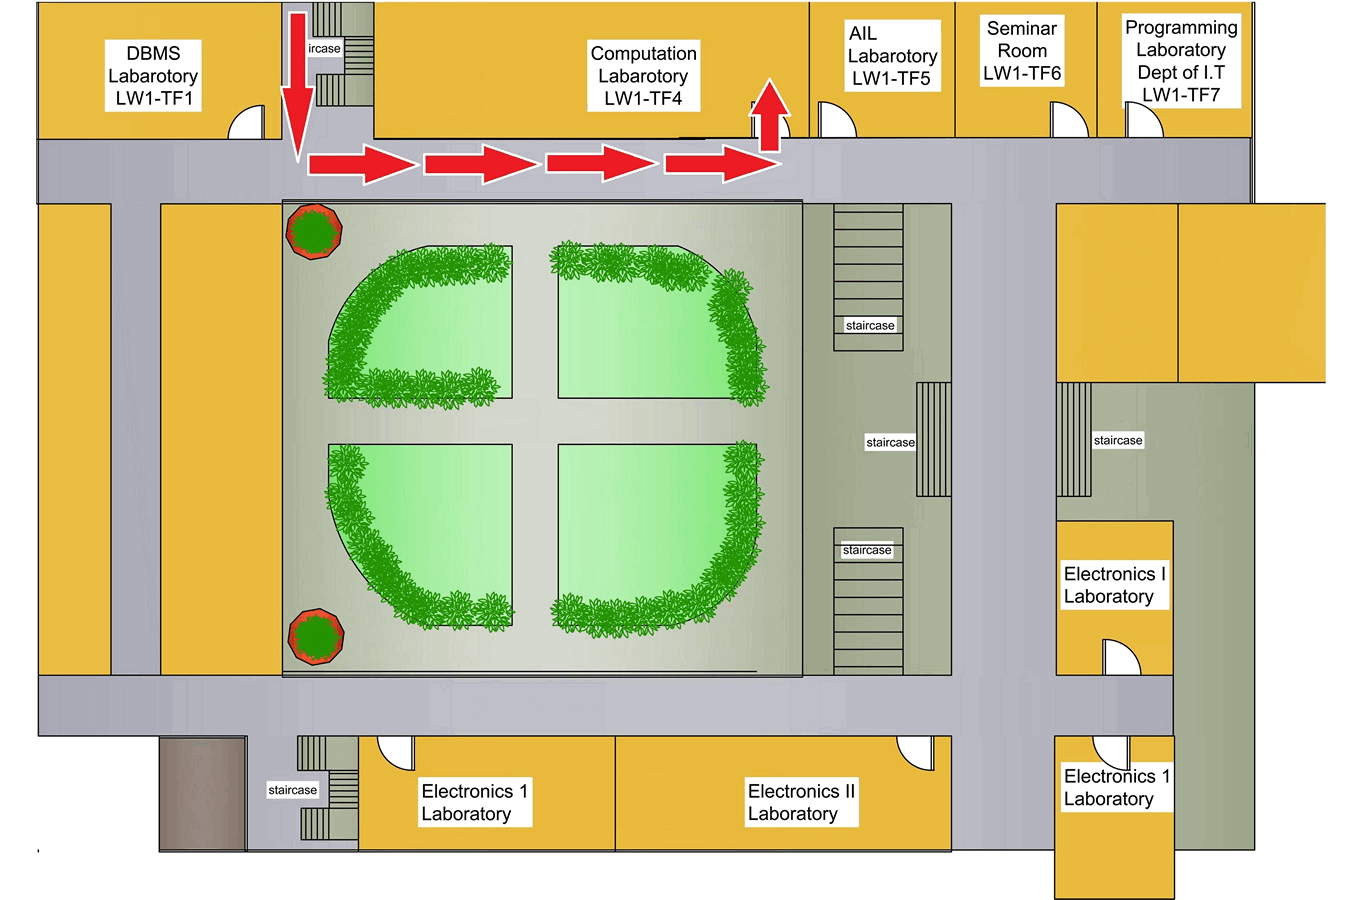 DBMS
Labarotory
LW1-TF1
ircase
Computation
Labarotory
LW1-TF4
AIL
Labarotory
LW1-TF5
Seminar
Room
LW1-TF6
Programming
Laboratory
Dept of I.T
LW1-TF7
staircase
staircase
staircase
staircase
Electronics I
Laboratory
staircase
Electronics 1
Laboratory
Electronics II
Laboratory
Electronics 1
Laboratory